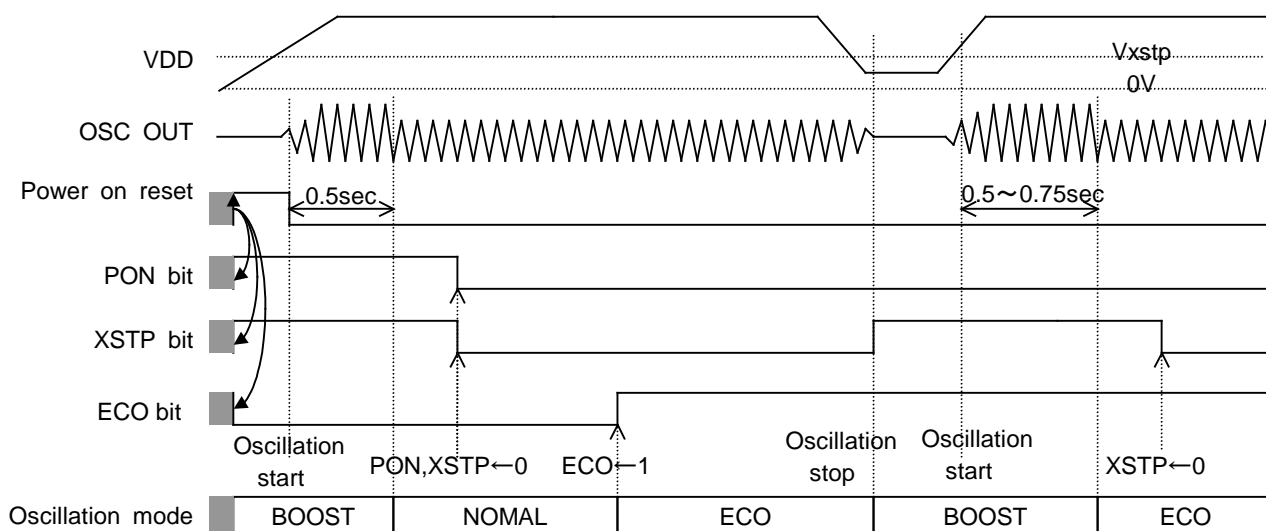 VDD
Vxstp
0V
OSC OUT
Power on reset
0.5sec
0.5～0.75sec
PON bit
XSTP bit
ECO bit
Oscillation
start
PON,XSTP←0
ECO←1
Oscillation
stop
Oscillation
start
XSTP←0
Oscillation mode
BOOST
NOMAL
ECO
BOOST
ECO